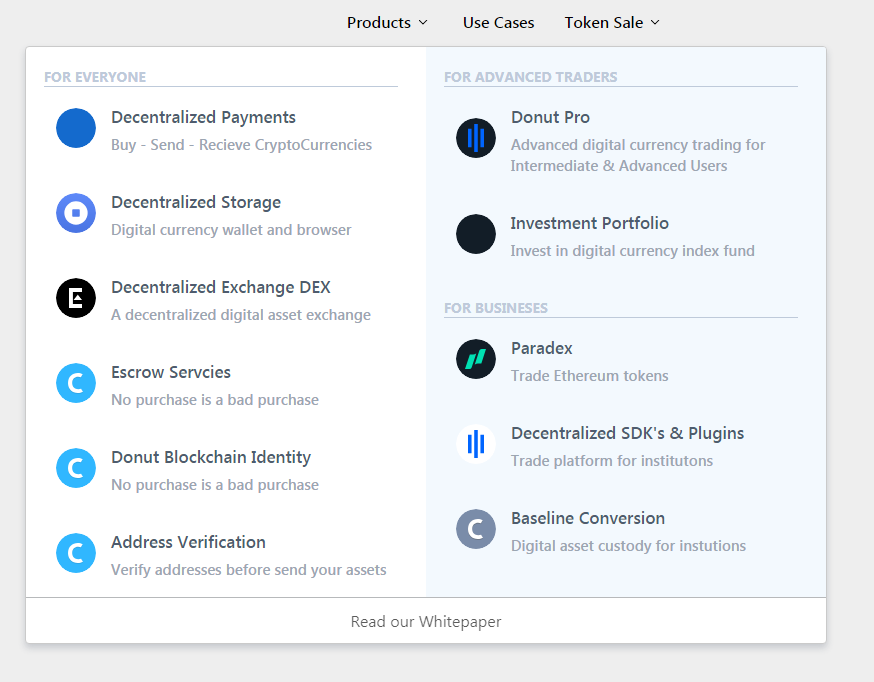 Products
Use Cases
Token Sale
FOR EVERYONE
Decentralized Payments
Buy - Send - Recieve CryptoCurrencies
Decentralized Storage
Digital currency wallet and browser
E
Decentralized Exchange DEX
A decentralized digital asset exchange
C
Escrow Servcies
No purchase is a bad purchase
C
Donut Blockchain Identity
No purchase is a bad purchase
C
Address Verification
Verify addresses before send your assets
FOR ADVANCED TRADERS
Donut Pro
Advanced digital currency trading for
Intermediate & Advanced Users
Investment Portfolio
Invest in digital currency index fund
FOR BUSINESES
Paradex
Trade Ethereum tokens
Decentralized SDK's & Plugins
Trade platform for institutons
C
Baseline Conversion
Digital asset custody for instutions
Read our Whitepaper